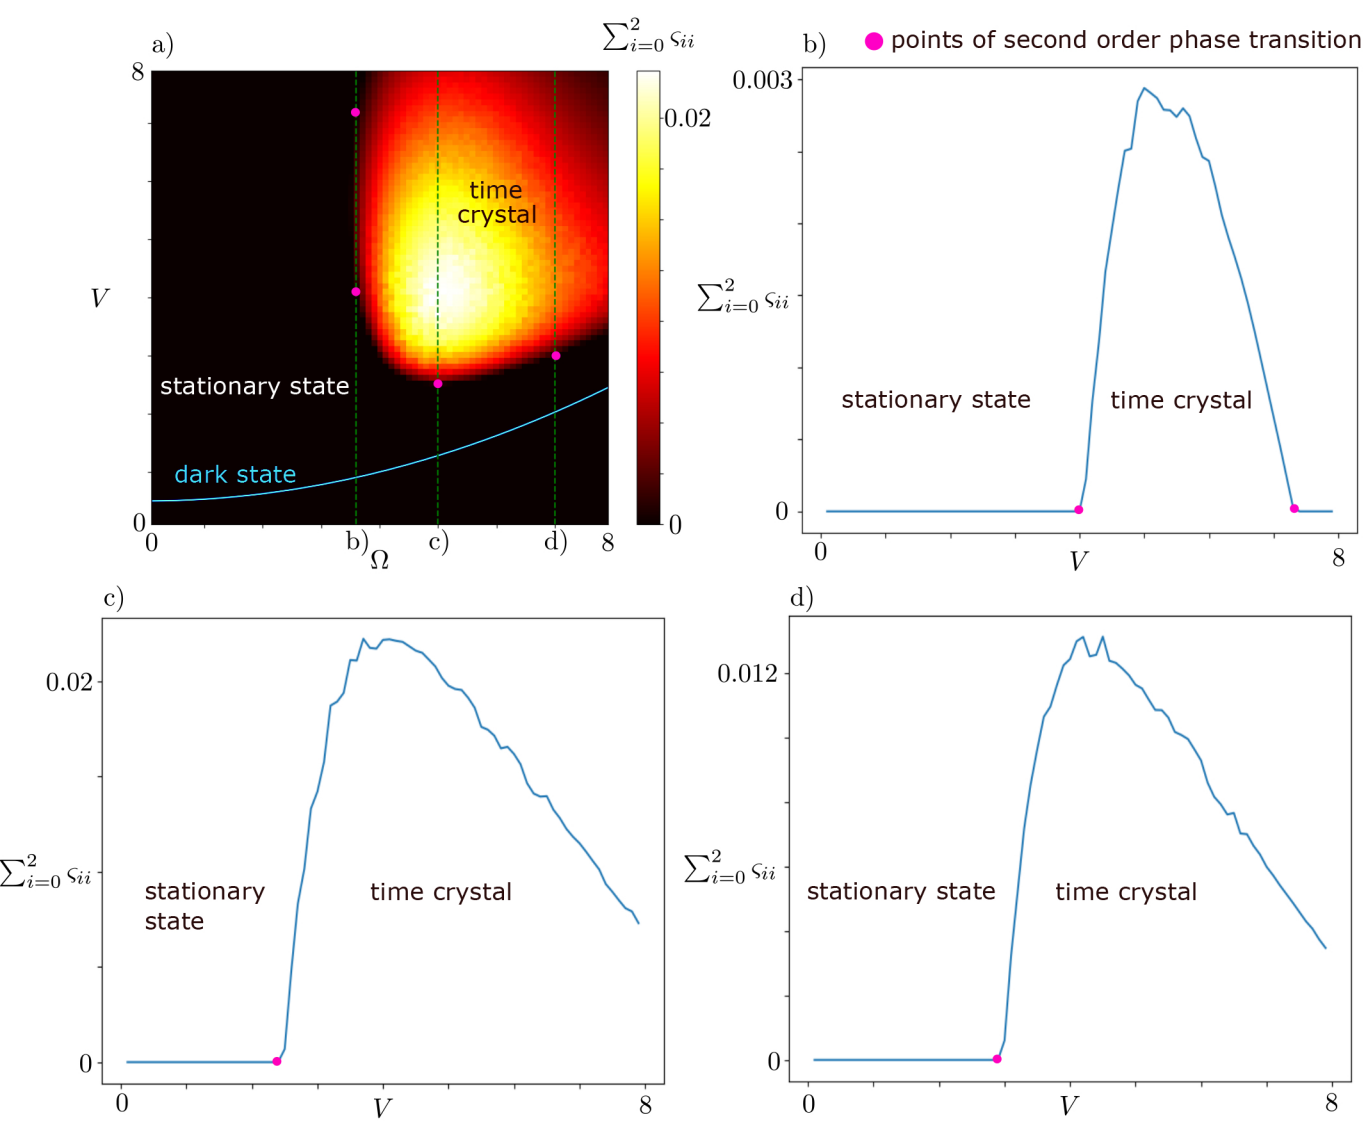 a)
∑²ᵢ₌₀ ςᵢᵢ
8
0.02
time
crystal
V
stationary state
dark state
0
0
0
b)
Ω
c)
d)
8
b)
points of second order phase transition
0.003
∑²ᵢ₌₀ ςᵢᵢ
stationary state
time crystal
0
0
V
8
c)
0.02
∑²ᵢ₌₀ ςᵢᵢ
stationary
state
time crystal
0
0
V
8
d)
0.012
∑²ᵢ₌₀ ςᵢᵢ
stationary state
time crystal
0
0
V
8